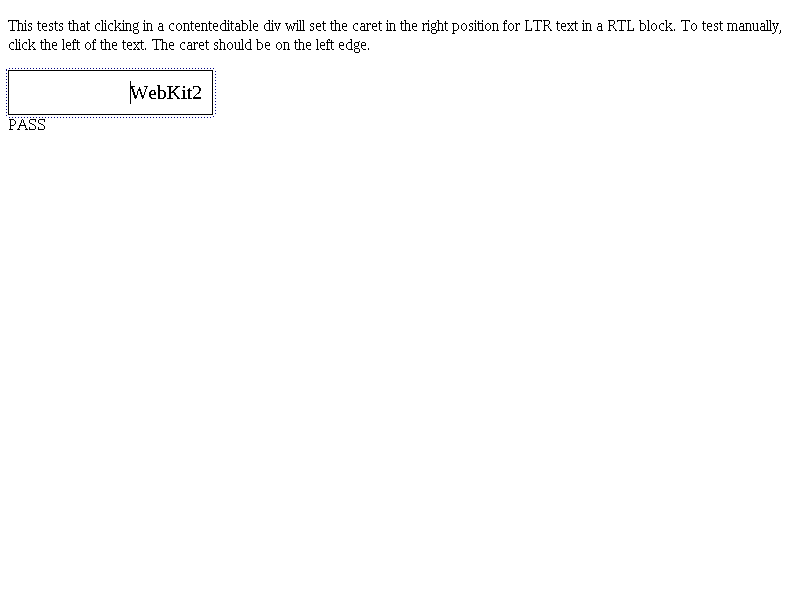 This tests that clicking in a contenteditable div will set the caret in the right position for LTR text in a RTL block. To test manually,
click the left of the text. The caret should be on the left edge.
WebKit2
PASS